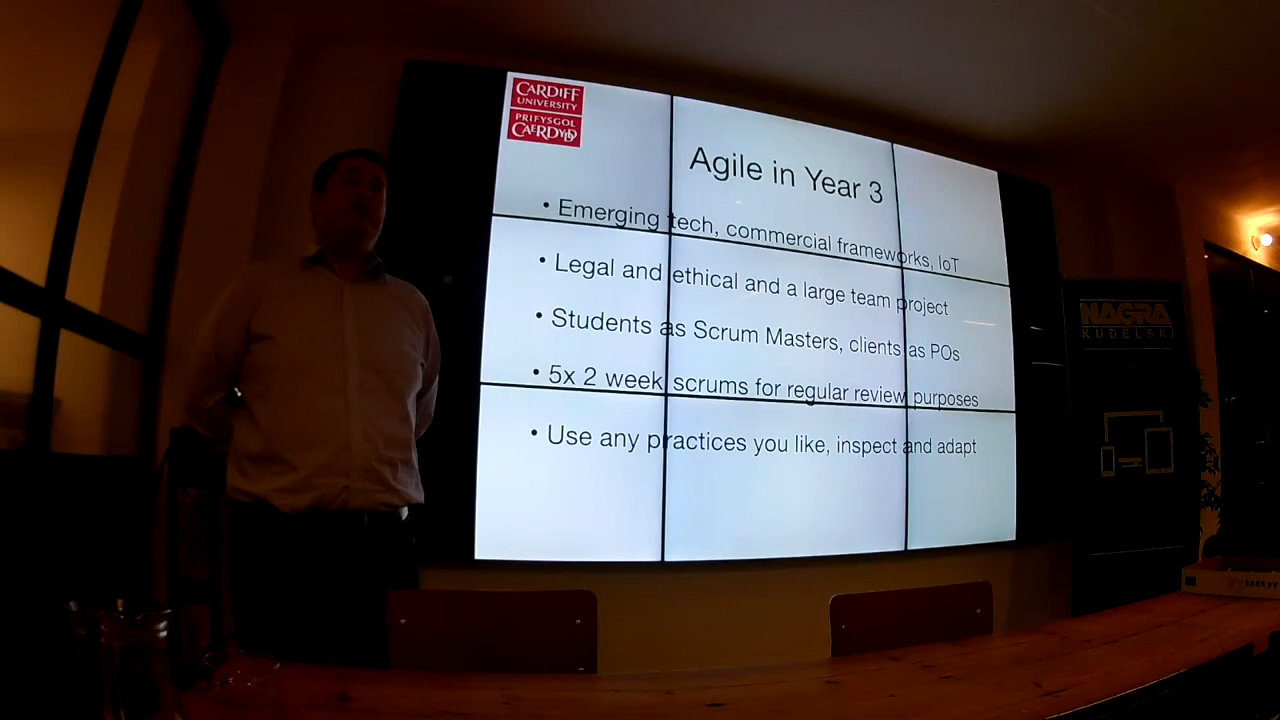 CARDIFF
UNIVERSITY
PRIFYSGOL
CAERDYDD
Agile in Year 3
• Emerging tech, commercial frameworks, IoT
• Legal and ethical and a large team project
• Students as Scrum Masters, clients as POs
• 5x 2 week scrums for regular review purposes
• Use any practices you like, inspect and adapt
NAGRA
KUDELSKI